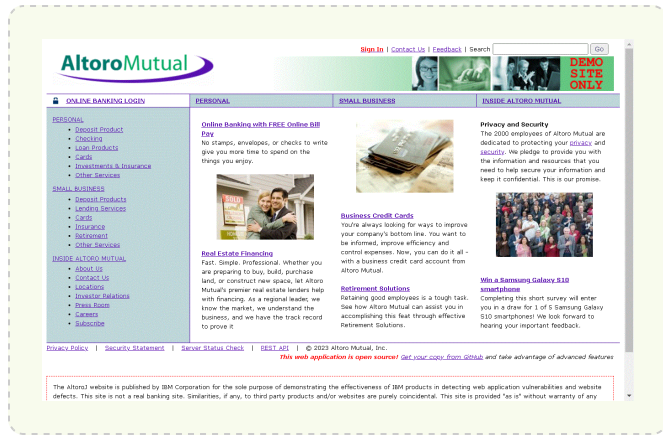 Sign In | Contact Us | Feedback | Search
Go
AltoroMutual
DEMO
SITE
ONLY
ONLINE BANKING LOGIN
PERSONAL
SMALL BUSINESS
INSIDE ALTORO MUTUAL
PERSONAL
Deposit Product
Checking
Loan Products
Cards
Investments & Insurance
Other Services
SMALL BUSINESS
Deposit Products
Lending Services
Cards
Insurance
Retirement
Other Services
INSIDE ALTORO MUTUAL
About Us
Contact Us
Locations
Investor Relations
Press Room
Careers
Subscribe
Online Banking with FREE Online Bill
Pay
No stamps, envelopes, or checks to write
give you more time to spend on the
things you enjoy.
SOLD
Real Estate Financing
Fast. Simple. Professional. Whether you
are preparing to buy, build, purchase
land, or construct new space, let Altoro
Mutual's premier real estate lenders help
with financing. As a regional leader, we
know the market, we understand the
business, and we have the track record
to prove it
Business Credit Cards
You're always looking for ways to improve
your company's bottom line. You want to
be informed, improve efficiency and
control expenses. Now, you can do it all -
with a business credit card account from
Altoro Mutual.
Retirement Solutions
Retaining good employees is a tough task.
See how Altoro Mutual can assist you in
accomplishing this feat through effective
Retirement Solutions.
Privacy and Security
The 2000 employees of Altoro Mutual are
dedicated to protecting your privacy and
security. We pledge to provide you with
the information and resources that you
need to help secure your information and
keep it confidential. This is our promise.
Win a Samsung Galaxy S10
smartphone
Completing this short survey will enter
you in a draw for 1 of 5 Samsung Galaxy
S10 smartphones! We look forward to
hearing your important feedback.
Privacy Policy | Security Statement | Server Status Check | REST API | © 2023 Altoro Mutual, Inc.
This web application is open source! Get your copy from GitHub and take advantage of advanced features
The AltoroJ website is published by IBM Corporation for the sole purpose of demonstrating the effectiveness of IBM products in detecting web application vulnerabilities and website
defects. This site is not a real banking site. Similarities, if any, to third party products and/or websites are purely coincidental. This site is provided "as is" without warranty of any